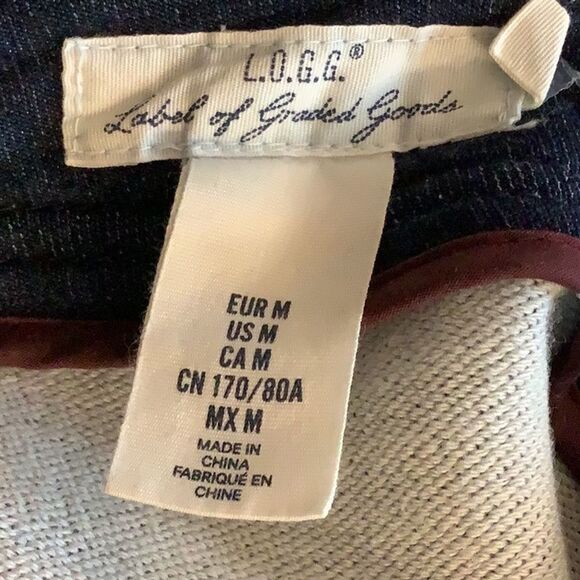 L.O.G.G.®
Label of Graded Goods
EUR M
US M
CA M
CN 170/80A
MX M
MADE IN
CHINA
FABRIQUÉ EN
CHINE